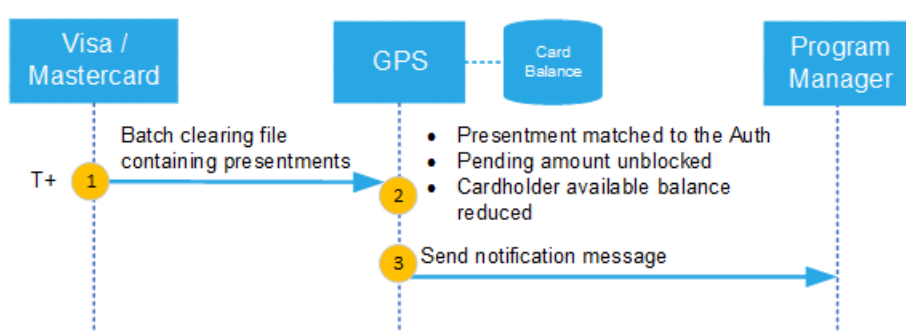 Visa /
Mastercard
GPS
Card
Balance
Program
Manager
Batch clearing file
containing presentments
T+
1
• Presentment matched to the Auth
• Pending amount unblocked
• Cardholder available balance
reduced
2
3
Send notification message